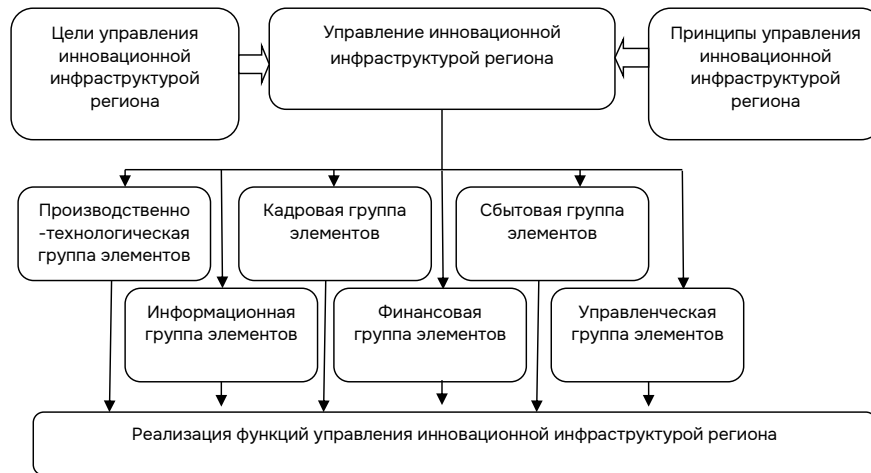 Цели управления
инновационной
инфраструктурой
региона
Управление инновационной
инфраструктурой региона
Принципы управления
инновационной
инфраструктурой
региона
Производственно
-технологическая
группа элементов
Кадровая группа
элементов
Сбытовая группа
элементов
Информационная
группа элементов
Финансовая
группа элементов
Управленческая
группа элементов
Реализация функций управления инновационной инфраструктурой региона